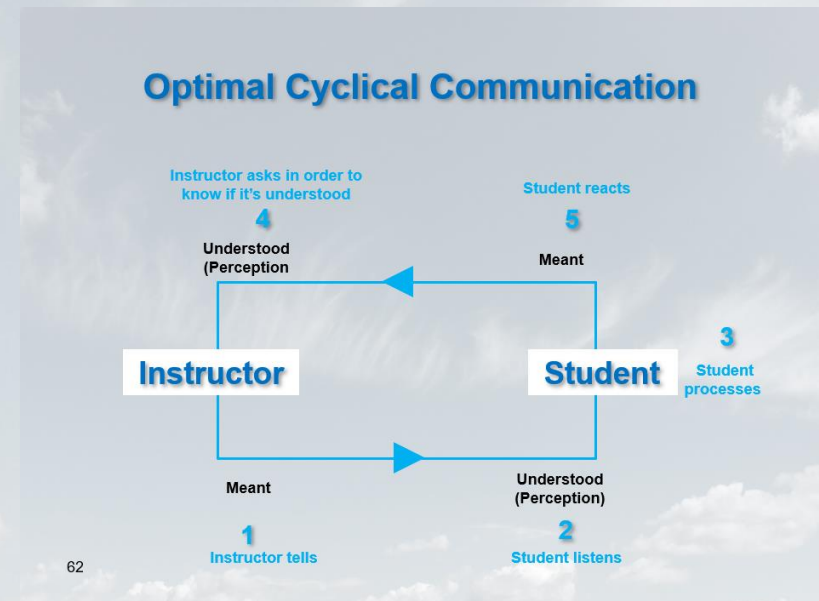 Optimal Cyclical Communication
Instructor asks in order to
know if it's understood
4
Understood
(Perception
Student reacts
5
Meant
Instructor
Student
3
Student
processes
Meant
1
Instructor tells
Understood
(Perception)
2
Student listens
62